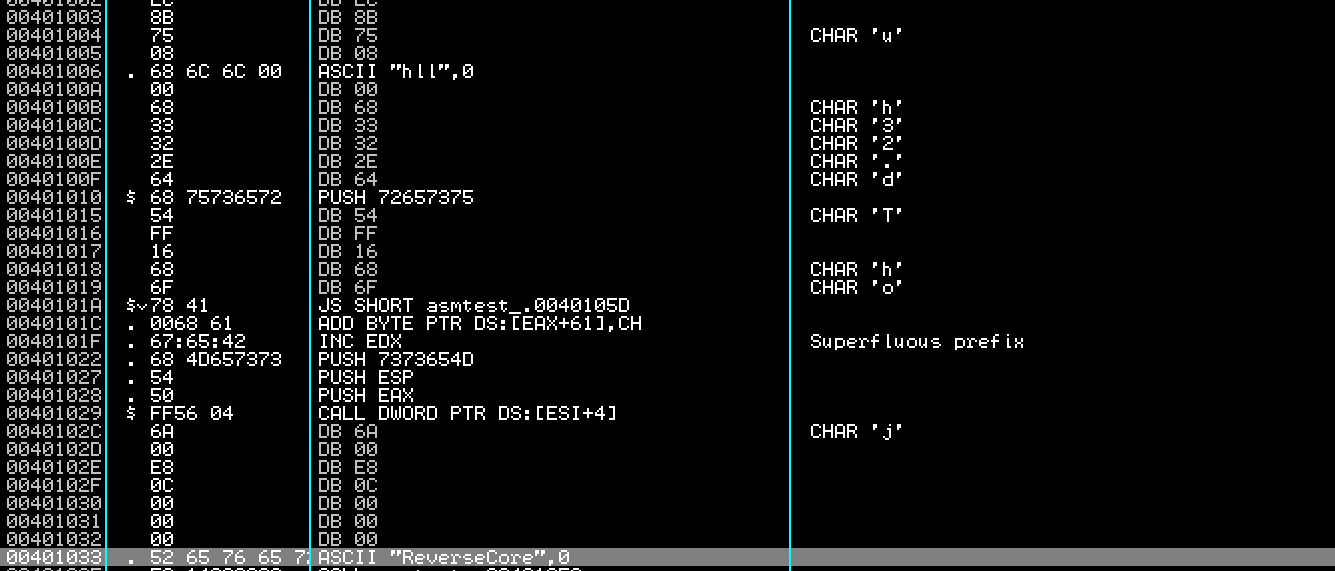 00401003 8B DB 8B
00401004 75 DB 75 CHAR 'u'
00401005 08 DB 08
00401006 . 68 6C 6C 00 ASCII "hll",0
0040100A 00 DB 00
0040100B 68 DB 68 CHAR 'h'
0040100C 33 DB 33 CHAR '3'
0040100D 32 DB 32 CHAR '2'
0040100E 2E DB 2E CHAR '.'
0040100F 64 DB 64 CHAR 'd'
00401010 $ 68 75736572 PUSH 72657375
00401015 54 DB 54 CHAR 'T'
00401016 FF DB FF
00401017 16 DB 16
00401018 68 DB 68 CHAR 'h'
00401019 6F DB 6F CHAR 'o'
0040101A $v78 41 JS SHORT asmtest_.0040105D
0040101C . 0068 61 ADD BYTE PTR DS:[EAX+61],CH
0040101F . 67:65:42 INC EDX Superfluous prefix
00401022 . 68 4D657373 PUSH 7373654D
00401027 . 54 PUSH ESP
00401028 . 50 PUSH EAX
00401029 $ FF56 04 CALL DWORD PTR DS:[ESI+4]
0040102C 6A DB 6A CHAR 'j'
0040102D 00 DB 00
0040102E E8 DB E8
0040102F 0C DB 0C
00401030 00 DB 00
00401031 00 DB 00
00401032 00 DB 00
00401033 . 52 65 76 65 7 ASCII "ReverseCore",0